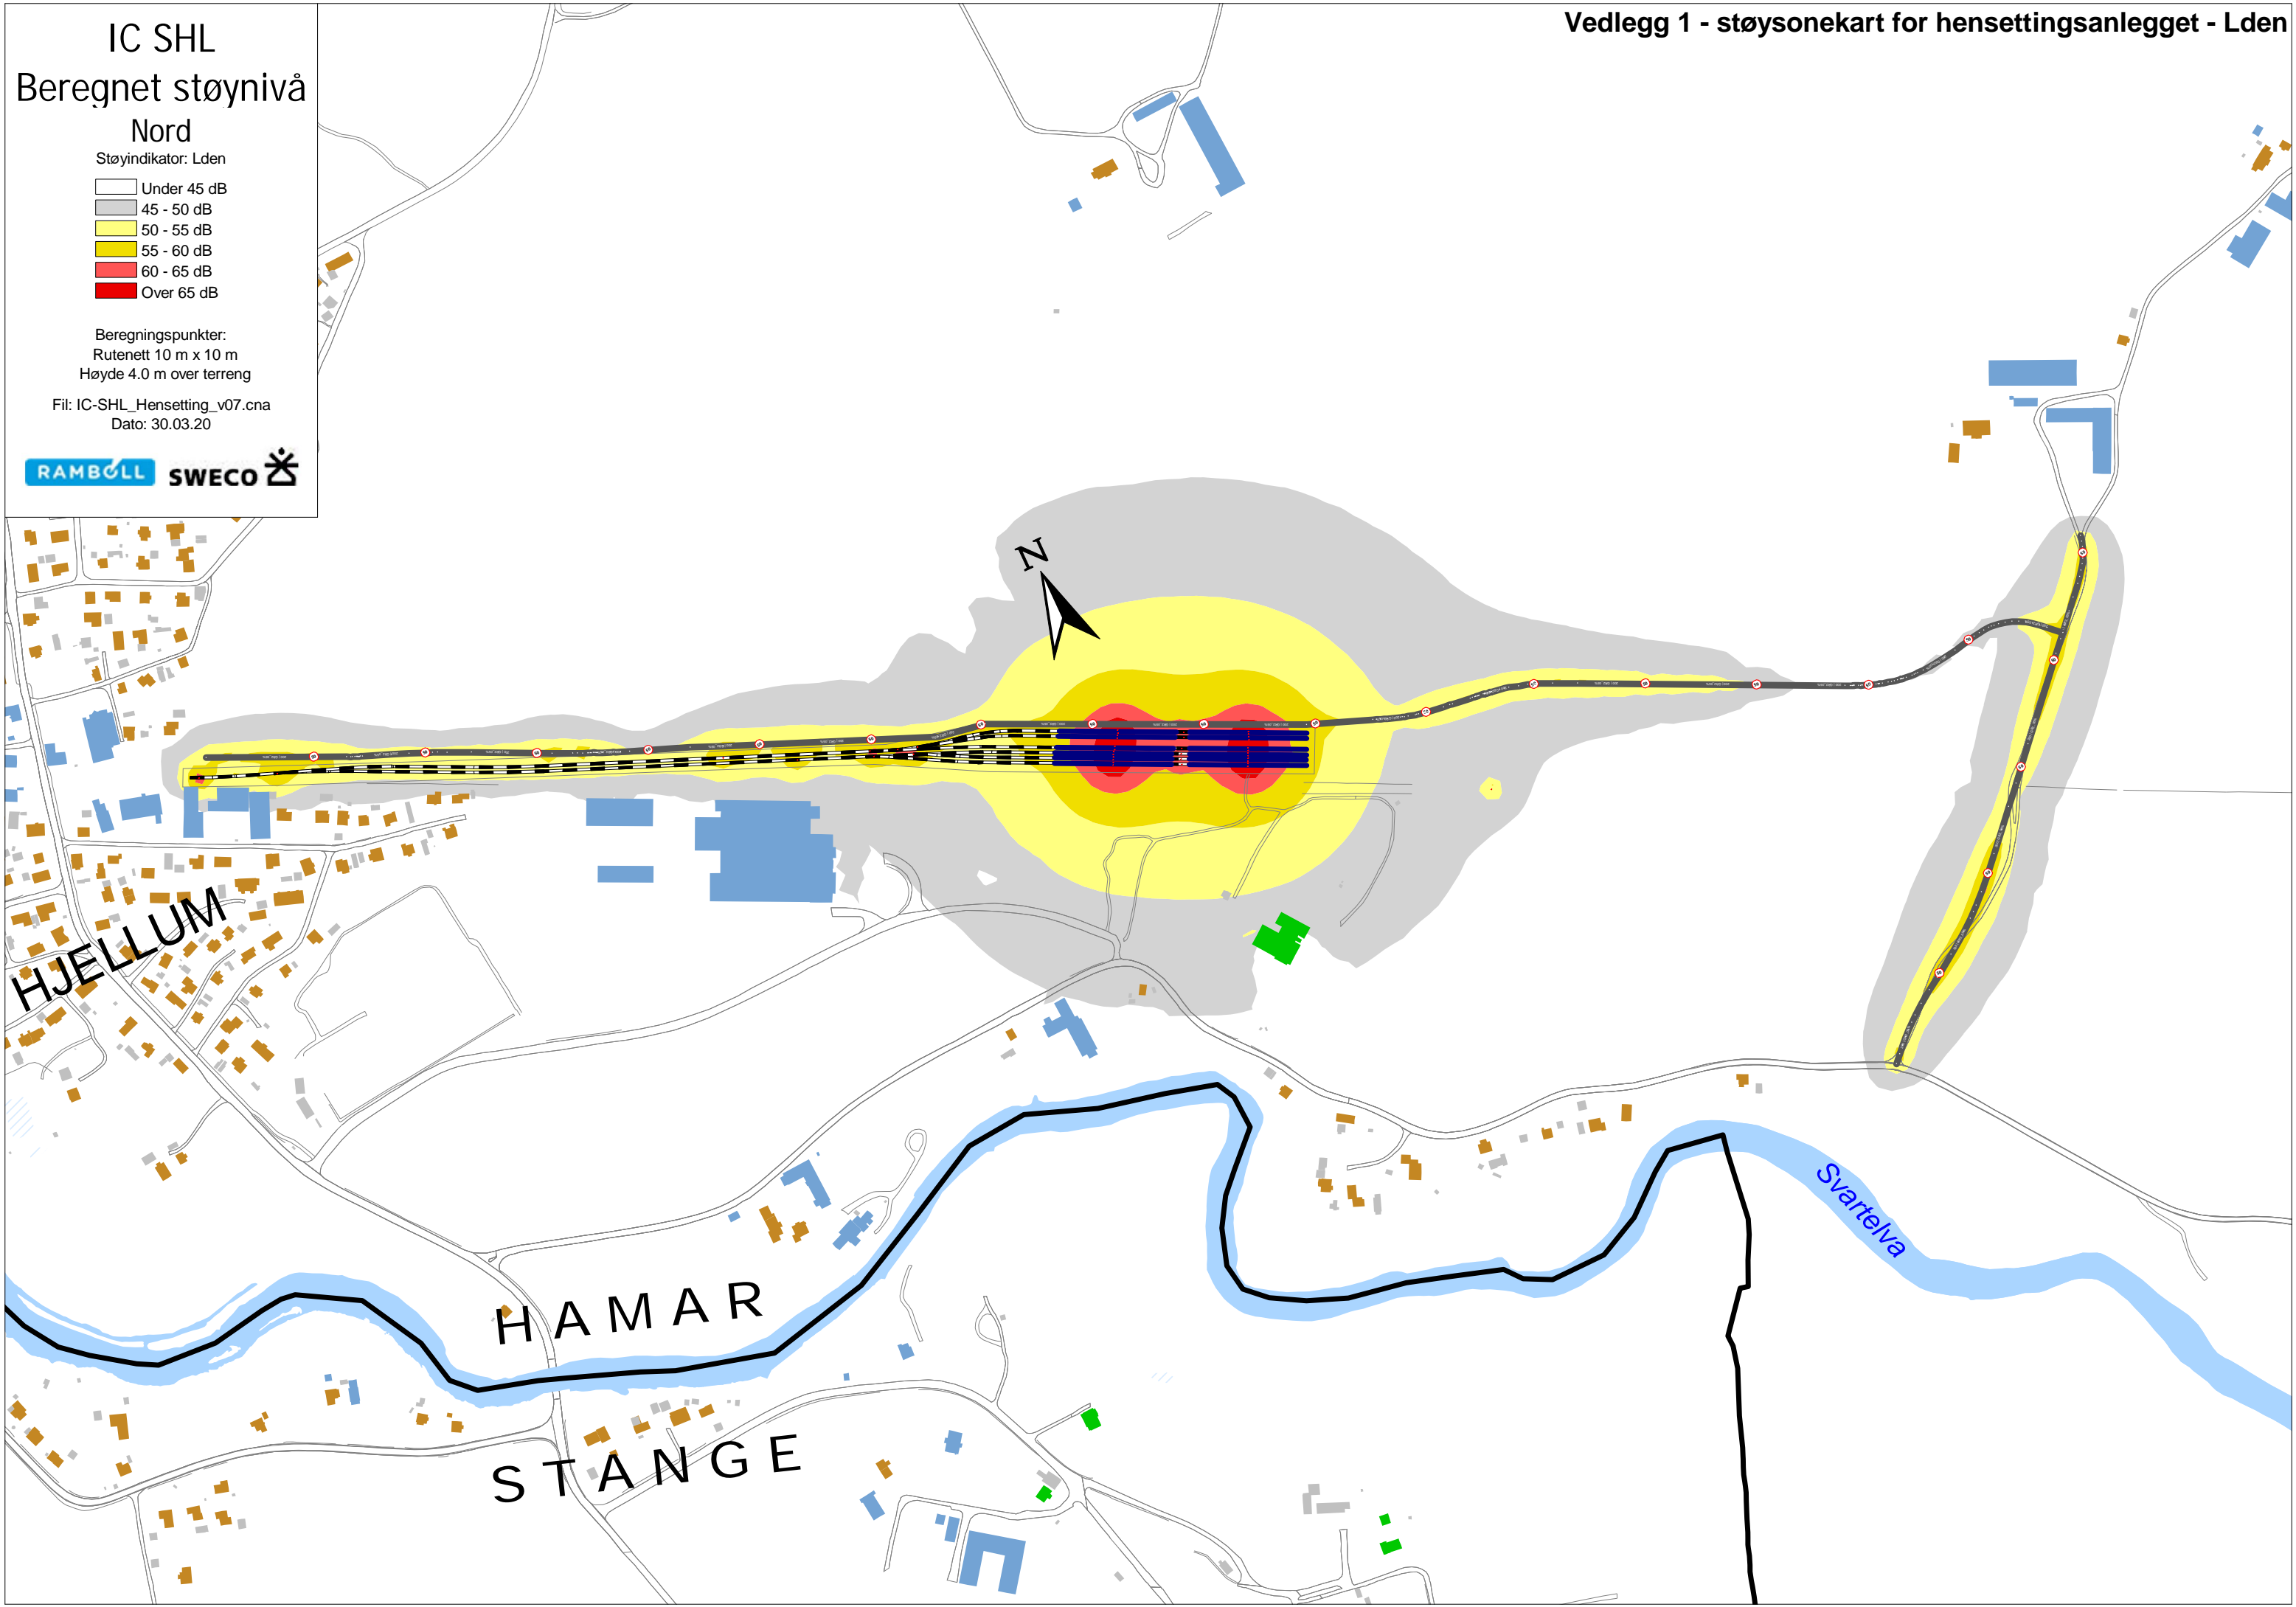 Vedlegg 1 - støysonekart for hensettingsanlegget - Lden
IC SHL
Beregnet støynivå
Nord
Støyindikator: Lden
Under 45 dB
45 - 50 dB
50 - 55 dB
55 - 60 dB
60 - 65 dB
Over 65 dB
Beregningspunkter:
Rutenett 10 m x 10 m
Høyde 4.0 m over terreng
Fil: IC-SHL_Hensetting_v07.cna
Dato: 30.03.20
RAMBOLL SWECO
N
HJELLUM
Svartelva
HAMAR
STANGE